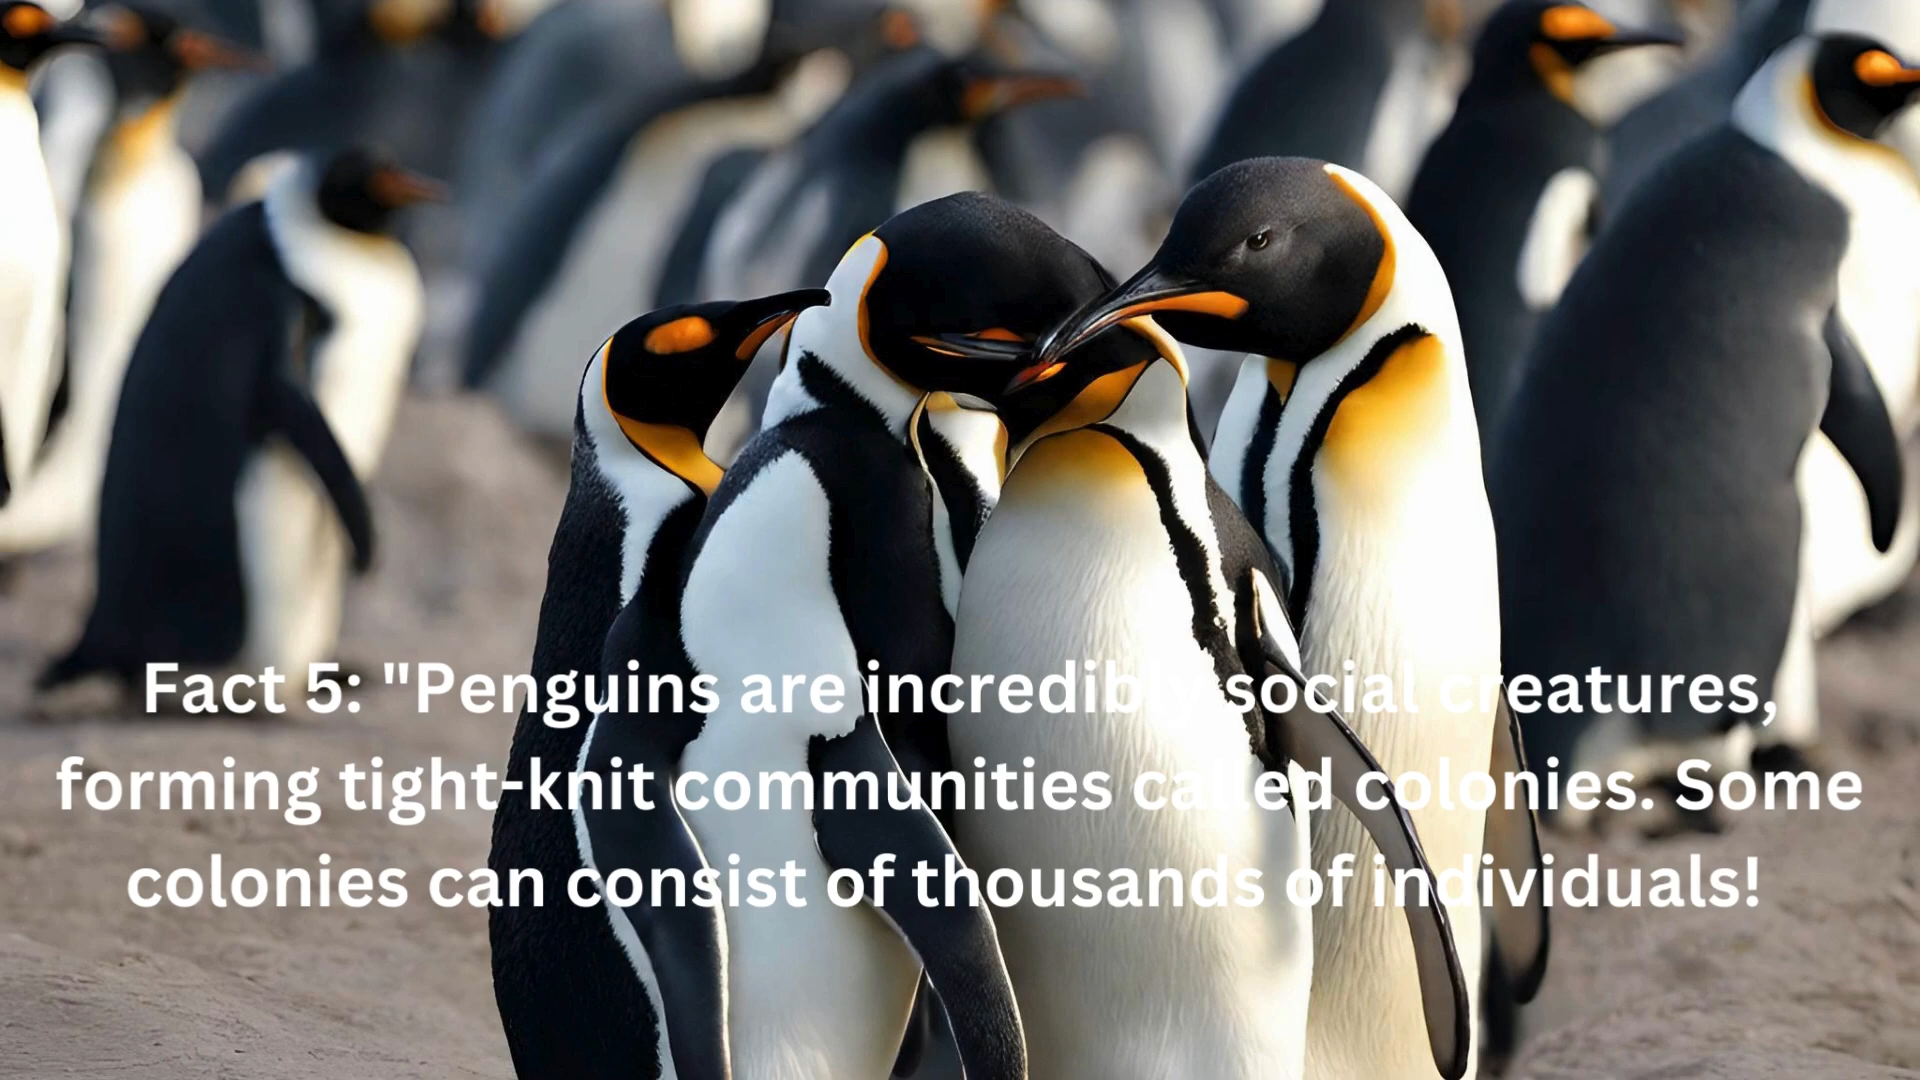 Fact 5: "Penguins are incredibly social creatures,
forming tight-knit communities called colonies. Some
colonies can consist of thousands of individuals!